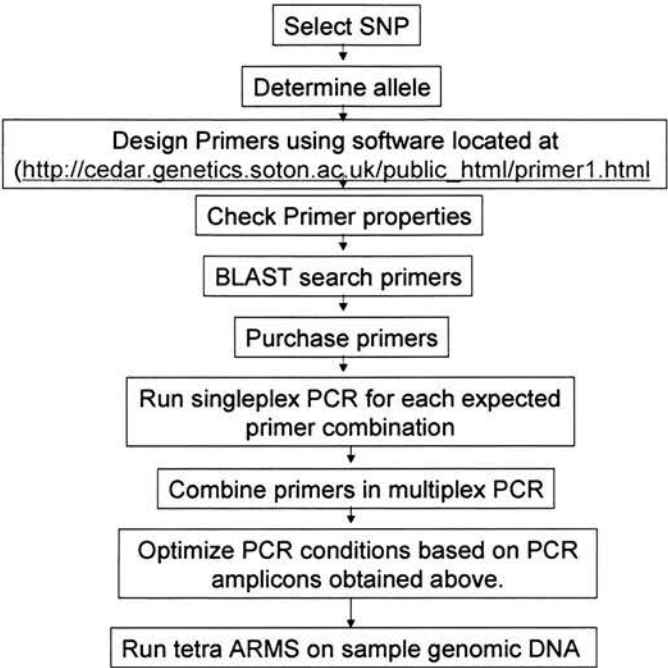 Select SNP
Determine allele
Design Primers using software located at
(http://cedar.genetics.soton.ac.uk/public_html/primer1.html
Check Primer properties
BLAST search primers
Purchase primers
Run singleplex PCR for each expected
primer combination
Combine primers in multiplex PCR
Optimize PCR conditions based on PCR
amplicons obtained above.
Run tetra ARMS on sample genomic DNA